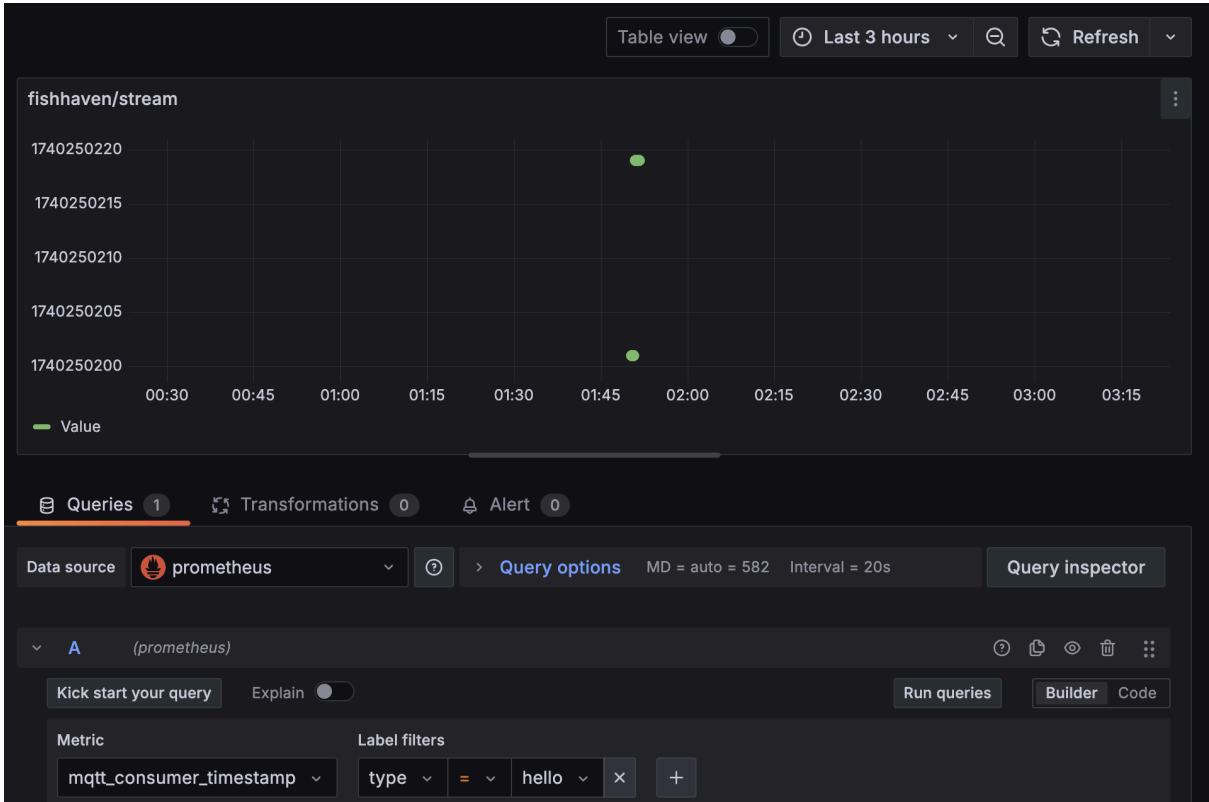 Table view Last 3 hours Refresh
fishhaven/stream
1740250220
1740250215
1740250210
1740250205
1740250200
00:30 00:45 01:00 01:15 01:30 01:45 02:00 02:15 02:30 02:45 03:00 03:15
Value
Queries 1 Transformations 0 Alert 0
Data source prometheus ? > Query options MD = auto = 582 Interval = 20s Query inspector
A (prometheus) ?
Kick start your query Explain Run queries Builder Code
Metric Label filters
mqtt_consumer_timestamp type = hello × +